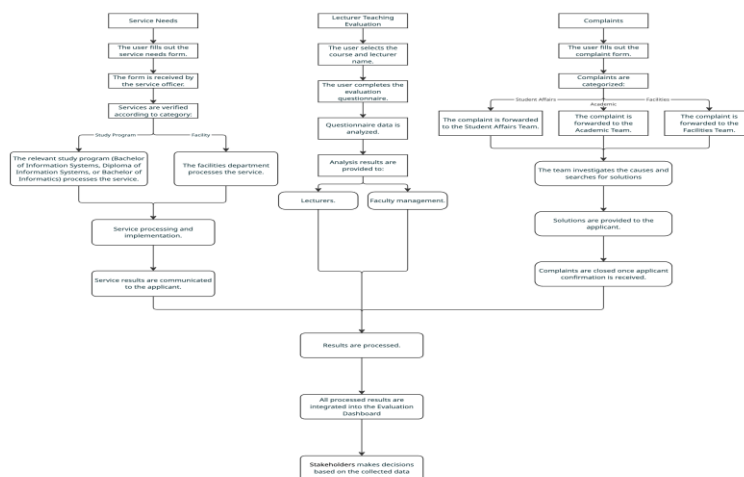 Service Needs
The user fills out the
service needs form.
The form is received by
the service officer.
Services are verified
according to category:
Study Program
Facility
The relevant study program (Bachelor
of Information Systems, Diploma of
Information Systems, or Bachelor of
Informatics) processes the service.
The facilities department
processes the service.
Service processing and
implementation.
Service results are communicated
to the applicant.
Lecturer Teaching
Evaluation
The user selects the
course and lecturer
name.
The user completes the
evaluation
questionnaire.
Questionnaire data is
analyzed.
Analysis results are
provided to:
Lecturers.
Faculty management.
Complaints
The user fills out the
complaint form.
Complaints are
categorized:
Student Affairs
Academic
Facilities
The complaint is forwarded
to the Student Affairs Team.
The complaint is
forwarded to the
Academic Team.
The complaint is
forwarded to the
Facilities Team.
The team investigates the causes and
searches for solutions
Solutions are provided to the
applicant.
Complaints are closed once applicant
confirmation is received.
Results are processed.
All processed results are
integrated into the Evaluation
Dashboard
Stakeholders makes decisions
based on the collected data